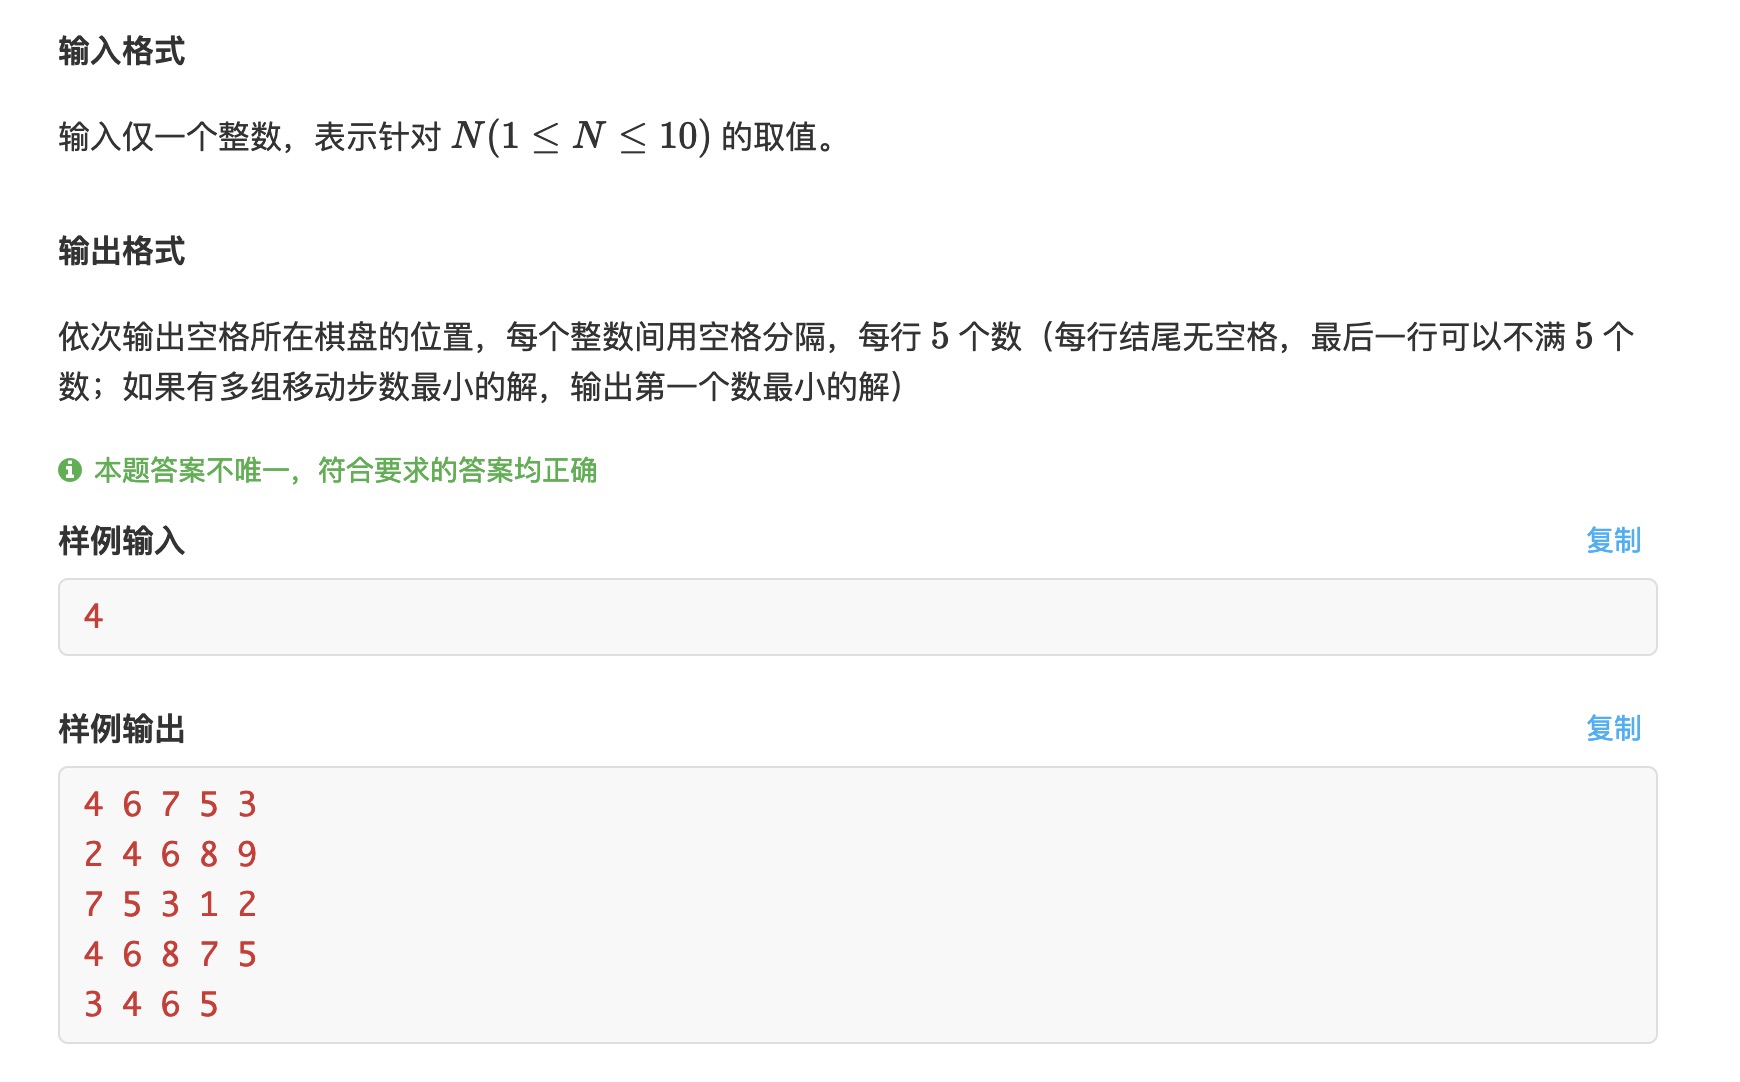 输入格式
输入仅一个整数，表示针对 N(1 ≤ N ≤ 10) 的取值。
输出格式
依次输出空格所在棋盘的位置，每个整数间用空格分隔，每行 5 个数（每行结尾无空格，最后一行可以不满 5 个
数；如果有多组移动步数最小的解，输出第一个数最小的解）
本题答案不唯一，符合要求的答案均正确
样例输入 复制
4
样例输出 复制
4 6 7 5 3
2 4 6 8 9
7 5 3 1 2
4 6 8 7 5
3 4 6 5